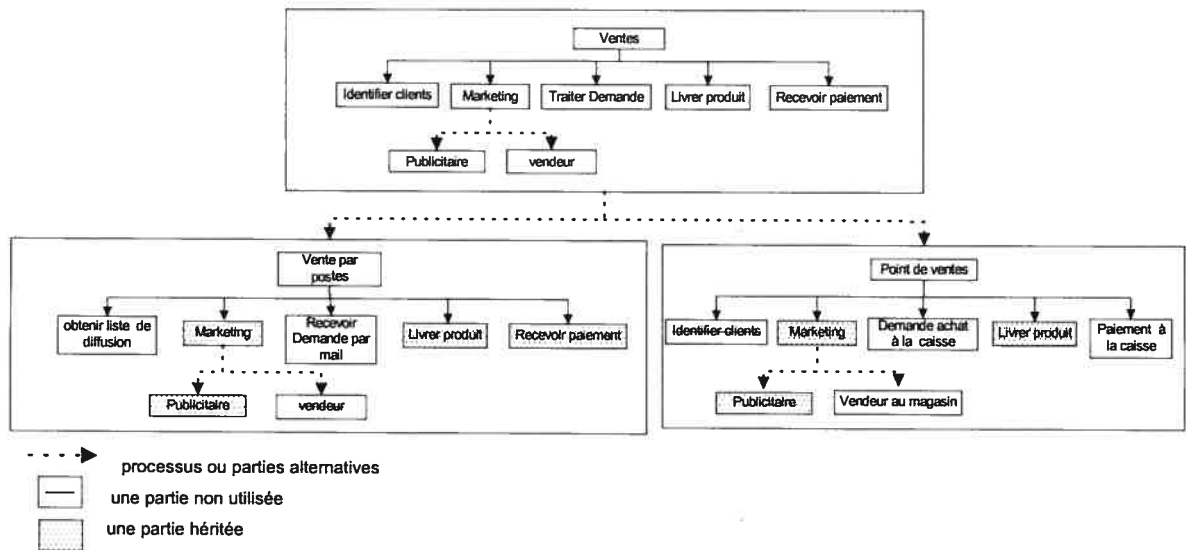 Ventes
Identifier clients
Marketing
Traiter Demande
Livrer produit
Recevoir paiement
Publicitaire
vendeur
Vente par
postes
obtenir liste de
diffusion
Marketing
Recevoir
Demande par
mail
Livrer produit
Recevoir paiement
Publicitaire
vendeur
Point de ventes
Identifier clients
Marketing
Demande achat
à la caisse
Livrer produit
Paiement à
la caisse
Publicitaire
Vendeur au magasin
processus ou parties alternatives
une partie non utilisée
une partie héritée